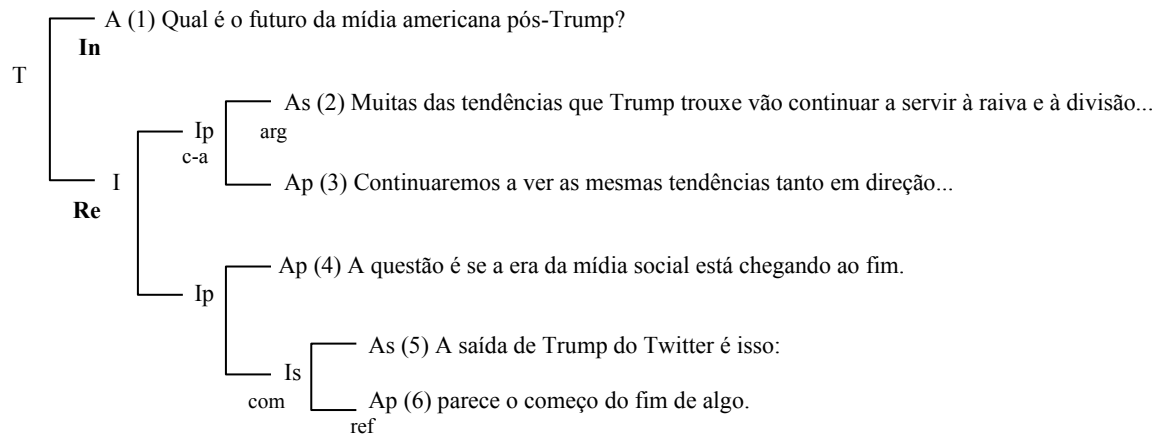 A (1) Qual é o futuro da mídia americana pós-Trump?
In
T
As (2) Muitas das tendências que Trump trouxe vão continuar a servir à raiva e à divisão...
Ip
arg
c-a
I
Ap (3) Continuaremos a ver as mesmas tendências tanto em direção...
Re
Ap (4) A questão é se a era da mídia social está chegando ao fim.
Ip
As (5) A saída de Trump do Twitter é isso:
Is
com
Ap (6) parece o começo do fim de algo.
ref